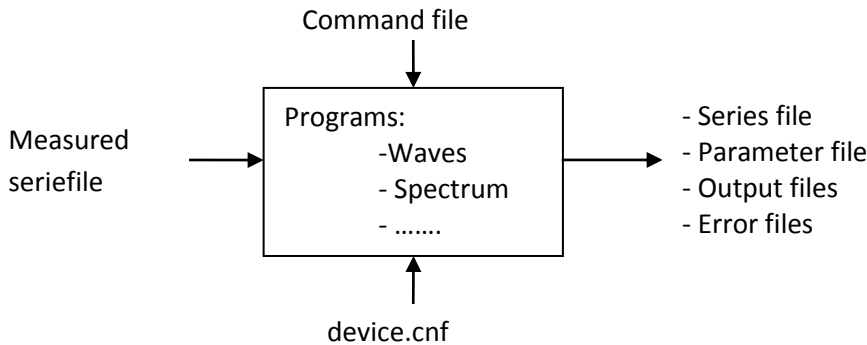 Command file
Measured
seriefile
Programs:
-Waves
- Spectrum
- .......
- Series file
- Parameter file
- Output files
- Error files
device.cnf